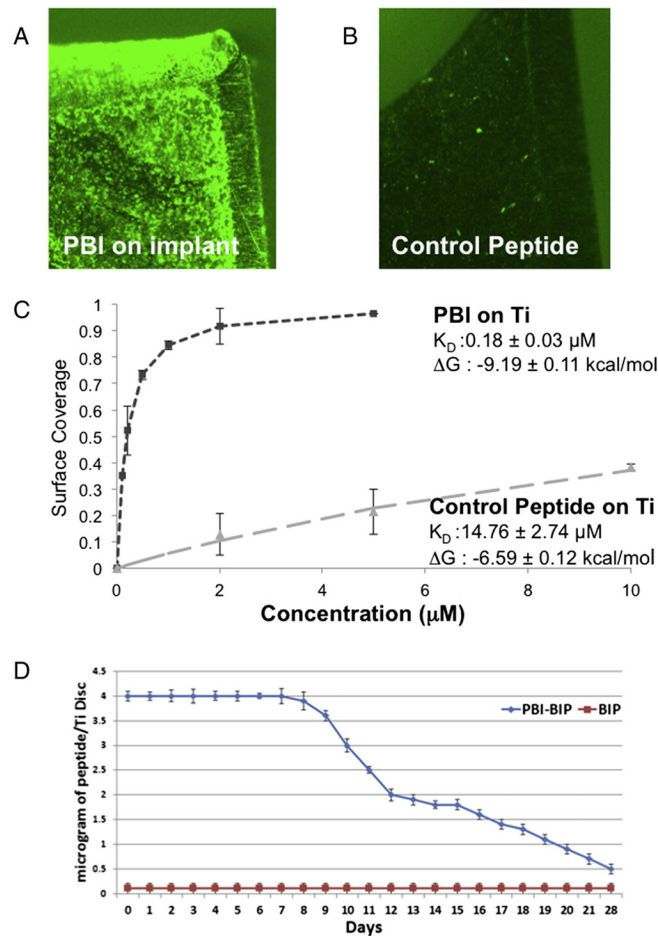 A
B
PBI on implant
Control Peptide
C
1
0.9
0.8
0.7
0.6
0.5
0.4
0.3
0.2
0.1
0
Surface Coverage
PBI on Ti
KD :0.18 ± 0.03 µM
ΔG : -9.19 ± 0.11 kcal/mol
Control Peptide on Ti
KD :14.76 ± 2.74 µM
ΔG : -6.59 ± 0.12 kcal/mol
0 2 4 6 8 10
Concentration (µM)
D
4.5
4
3.5
3
2.5
2
1.5
1
0.5
0
microgram of peptide/Ti Disc
PBI-BIP BIP
0 1 2 3 4 5 6 7 8 9 10 11 12 13 14 15 16 17 18 19 20 21 28
Days